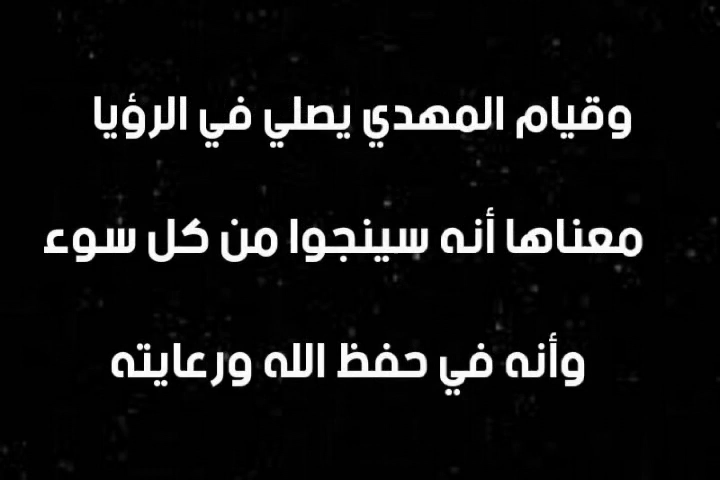 وقيام المهدي يصلي في الرؤيا
معناها أنه سينجوا من كل سوء
وأنه في حفظ الله ورعايته